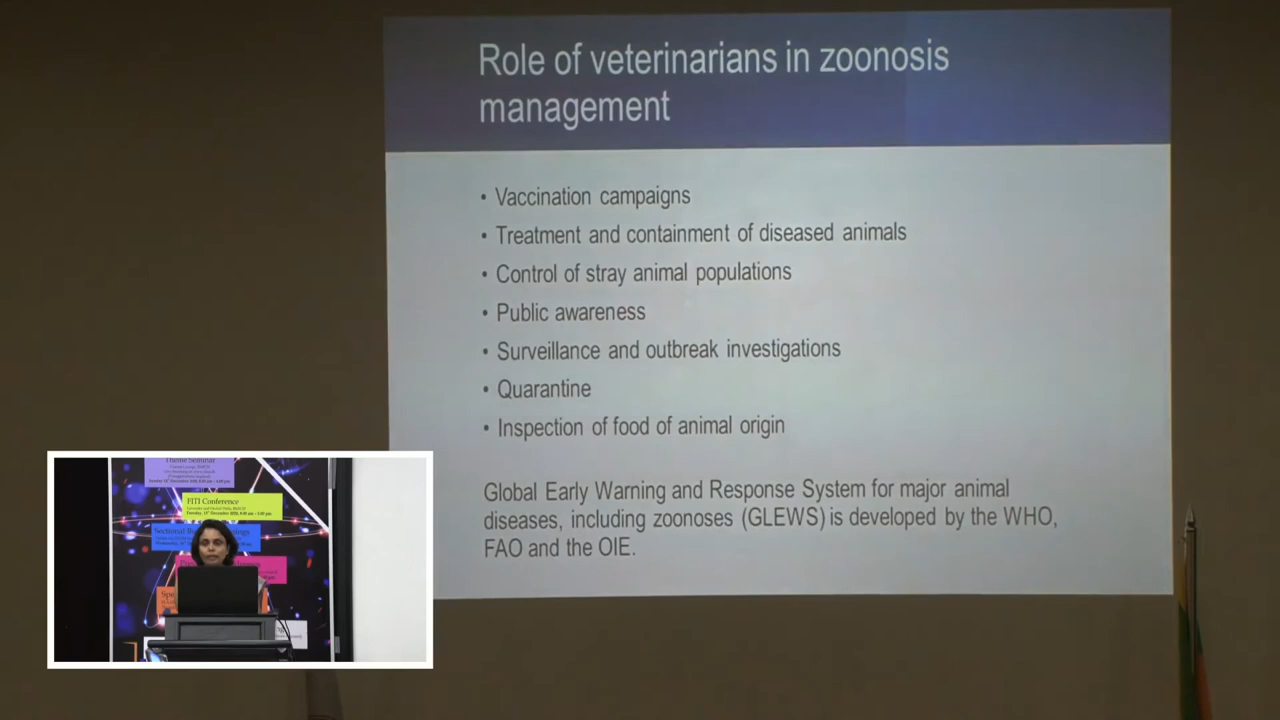 Role of veterinarians in zoonosis
management
• Vaccination campaigns
• Treatment and containment of diseased animals
• Control of stray animal populations
• Public awareness
• Surveillance and outbreak investigations
• Quarantine
• Inspection of food of animal origin
Global Early Warning and Response System for major animal
diseases, including zoonoses (GLEWS) is developed by the WHO,
FAO and the OIE.
Theme Seminar
FITI Conference
Sectional